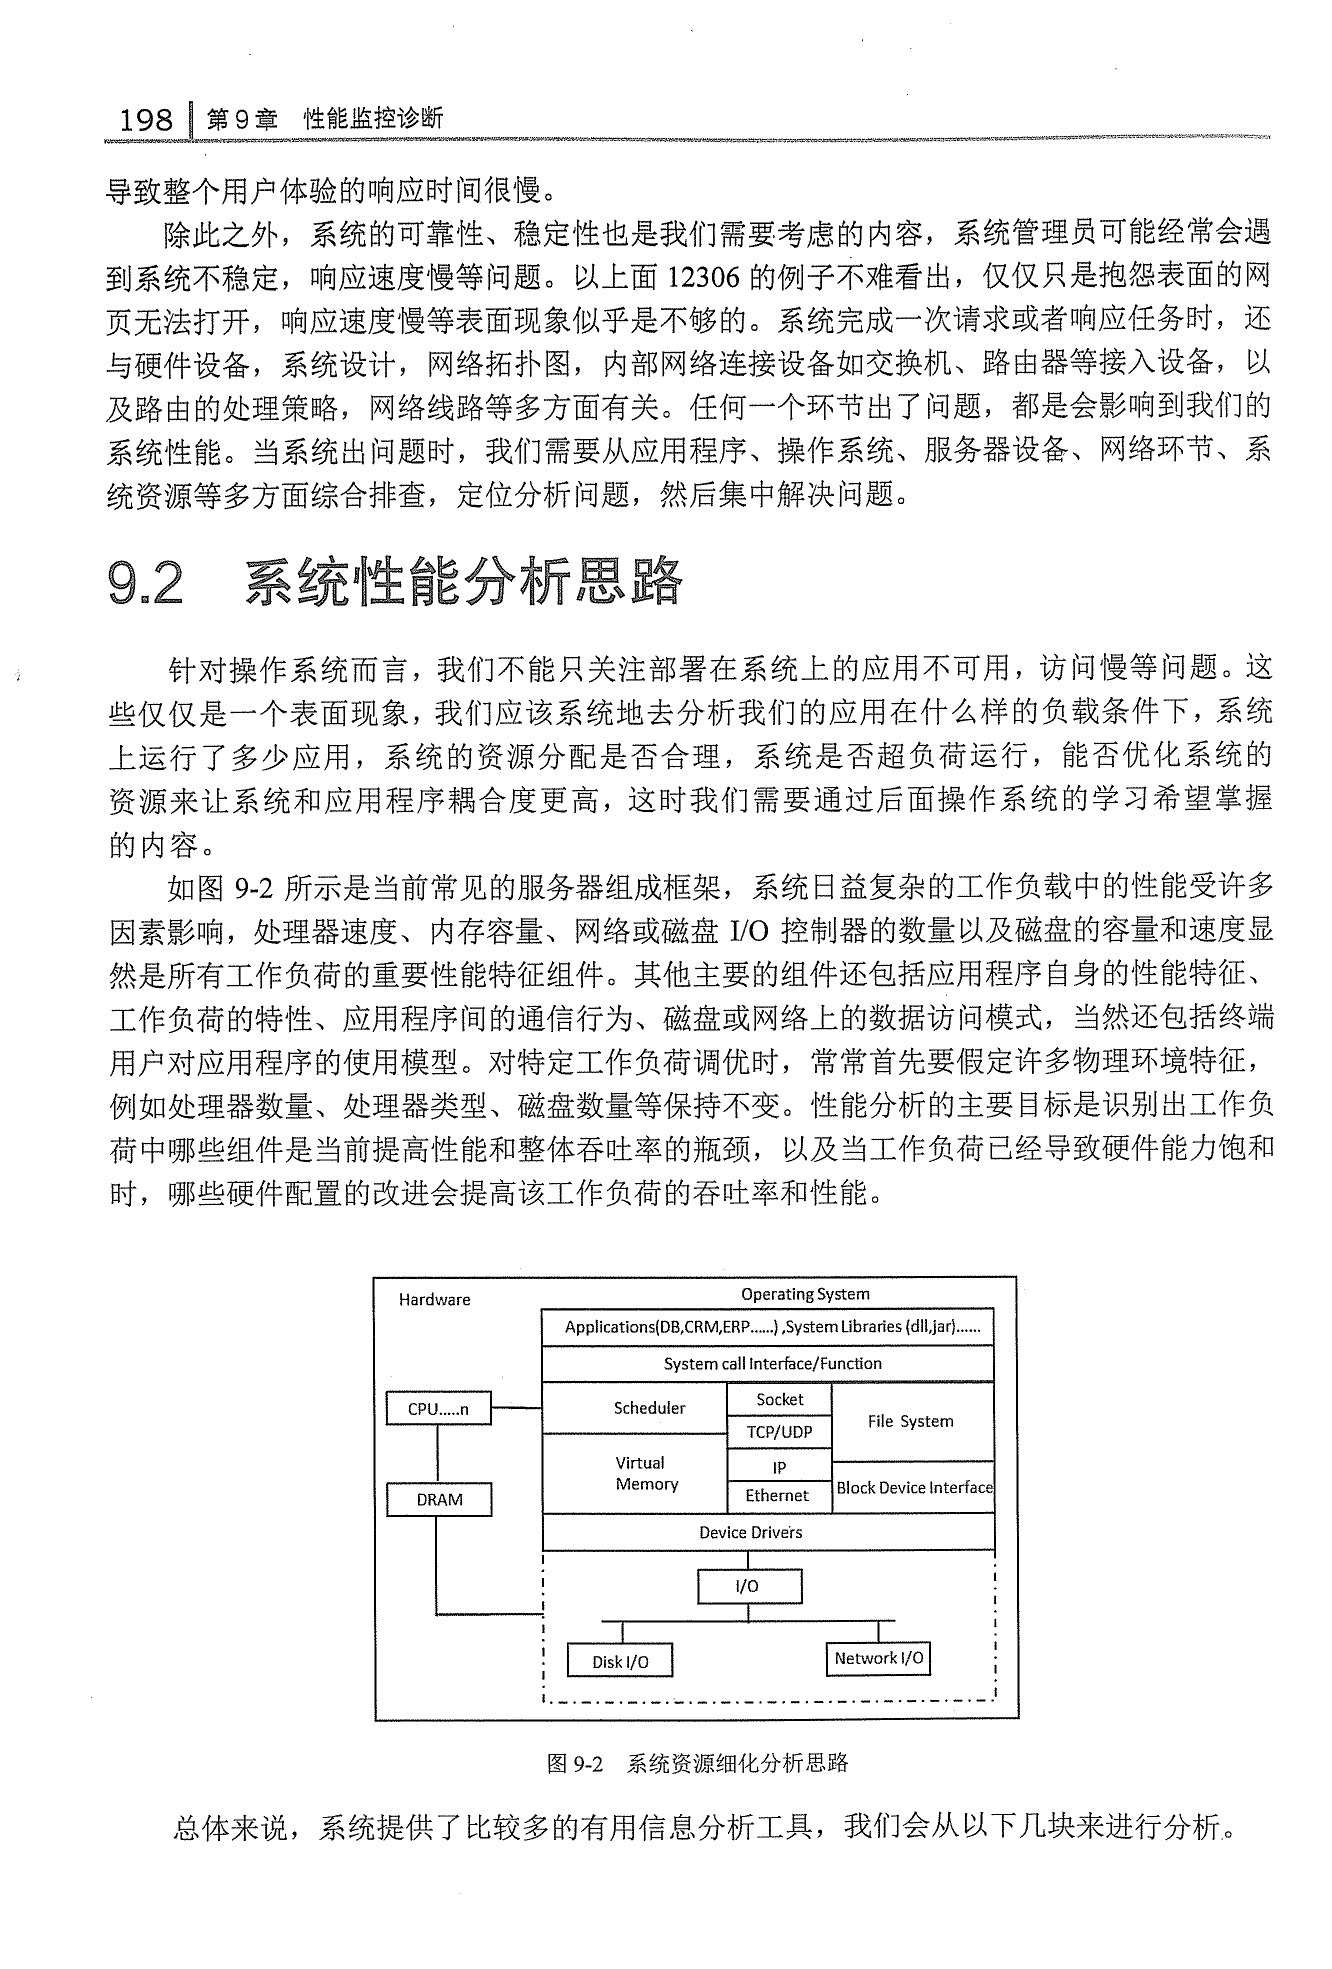 198 第9章 性能监控诊断
导致整个用户体验的响应时间很慢。
除此之外，系统的可靠性、稳定性也是我们需要考虑的内容，系统管理员可能经常会遇
到系统不稳定，响应速度慢等问题。以上面 12306 的例子不难看出，仅仅只是抱怨表面的网
页无法打开，响应速度慢等表面现象似乎是不够的。系统完成一次请求或者响应任务时，还
与硬件设备，系统设计，网络拓扑图，内部网络连接设备如交换机、路由器等接入设备，以
及路由的处理策略，网络线路等多方面有关。任何一个环节出了问题，都是会影响到我们的
系统性能。当系统出问题时，我们需要从应用程序、操作系统、服务器设备、网络环节、系
统资源等多方面综合排查，定位分析问题，然后集中解决问题。
9.2 系统性能分析思路
针对操作系统而言，我们不能只关注部署在系统上的应用不可用，访问慢等问题。这
些仅仅是一个表面现象，我们应该系统地去分析我们的应用在什么样的负载条件下，系统
上运行了多少应用，系统的资源分配是否合理，系统是否超负荷运行，能否优化系统的
资源来让系统和应用程序耦合度更高，这时我们需要通过后面操作系统的学习希望掌握
的内容。
如图 9-2 所示是当前常见的服务器组成框架，系统日益复杂的工作负载中的性能受许多
因素影响，处理器速度、内存容量、网络或磁盘 I/O 控制器的数量以及磁盘的容量和速度显
然是所有工作负荷的重要性能特征组件。其他主要的组件还包括应用程序自身的性能特征、
工作负荷的特性、应用程序间的通信行为、磁盘或网络上的数据访问模式，当然还包括终端
用户对应用程序的使用模型。对特定工作负荷调优时，常常首先要假定许多物理环境特征，
例如处理器数量、处理器类型、磁盘数量等保持不变。性能分析的主要目标是识别出工作负
荷中哪些组件是当前提高性能和整体吞吐率的瓶颈，以及当工作负荷已经导致硬件能力饱和
时，哪些硬件配置的改进会提高该工作负荷的吞吐率和性能。
Hardware
Operating System
Applications(DB,CRM,ERP......) ,System Libraries (dll,jar)......
System call Interface/Function
CPU.....n
Scheduler
Socket
TCP/UDP
File System
Virtual
Memory
IP
Ethernet
Block Device Interface
DRAM
Device Drivers
I/O
Disk I/O
Network I/O
图 9-2 系统资源细化分析思路
总体来说，系统提供了比较多的有用信息分析工具，我们会从以下几块来进行分析。